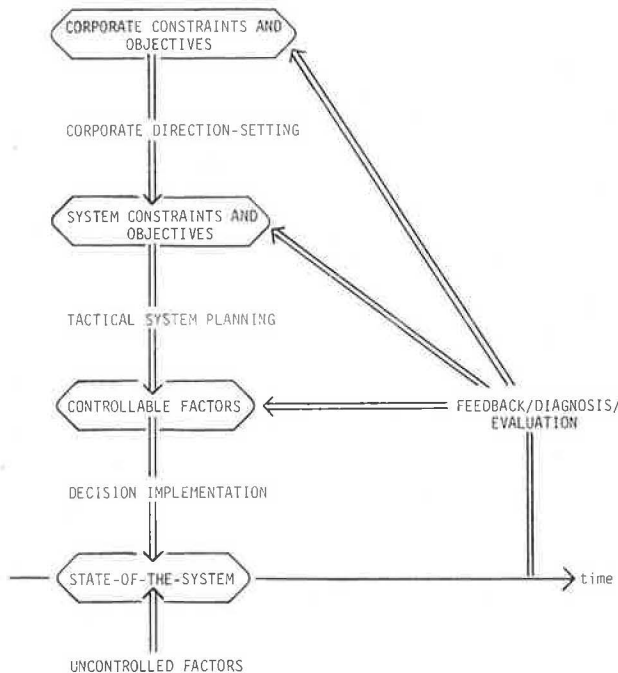 CORPORATE CONSTRAINTS AND
OBJECTIVES
CORPORATE DIRECTION-SETTING
SYSTEM CONSTRAINTS AND
OBJECTIVES
TACTICAL SYSTEM PLANNING
CONTROLLABLE FACTORS
FEEDBACK/DIAGNOSIS/
EVALUATION
DECISION IMPLEMENTATION
STATE-OF-THE-SYSTEM
time
UNCONTROLLED FACTORS